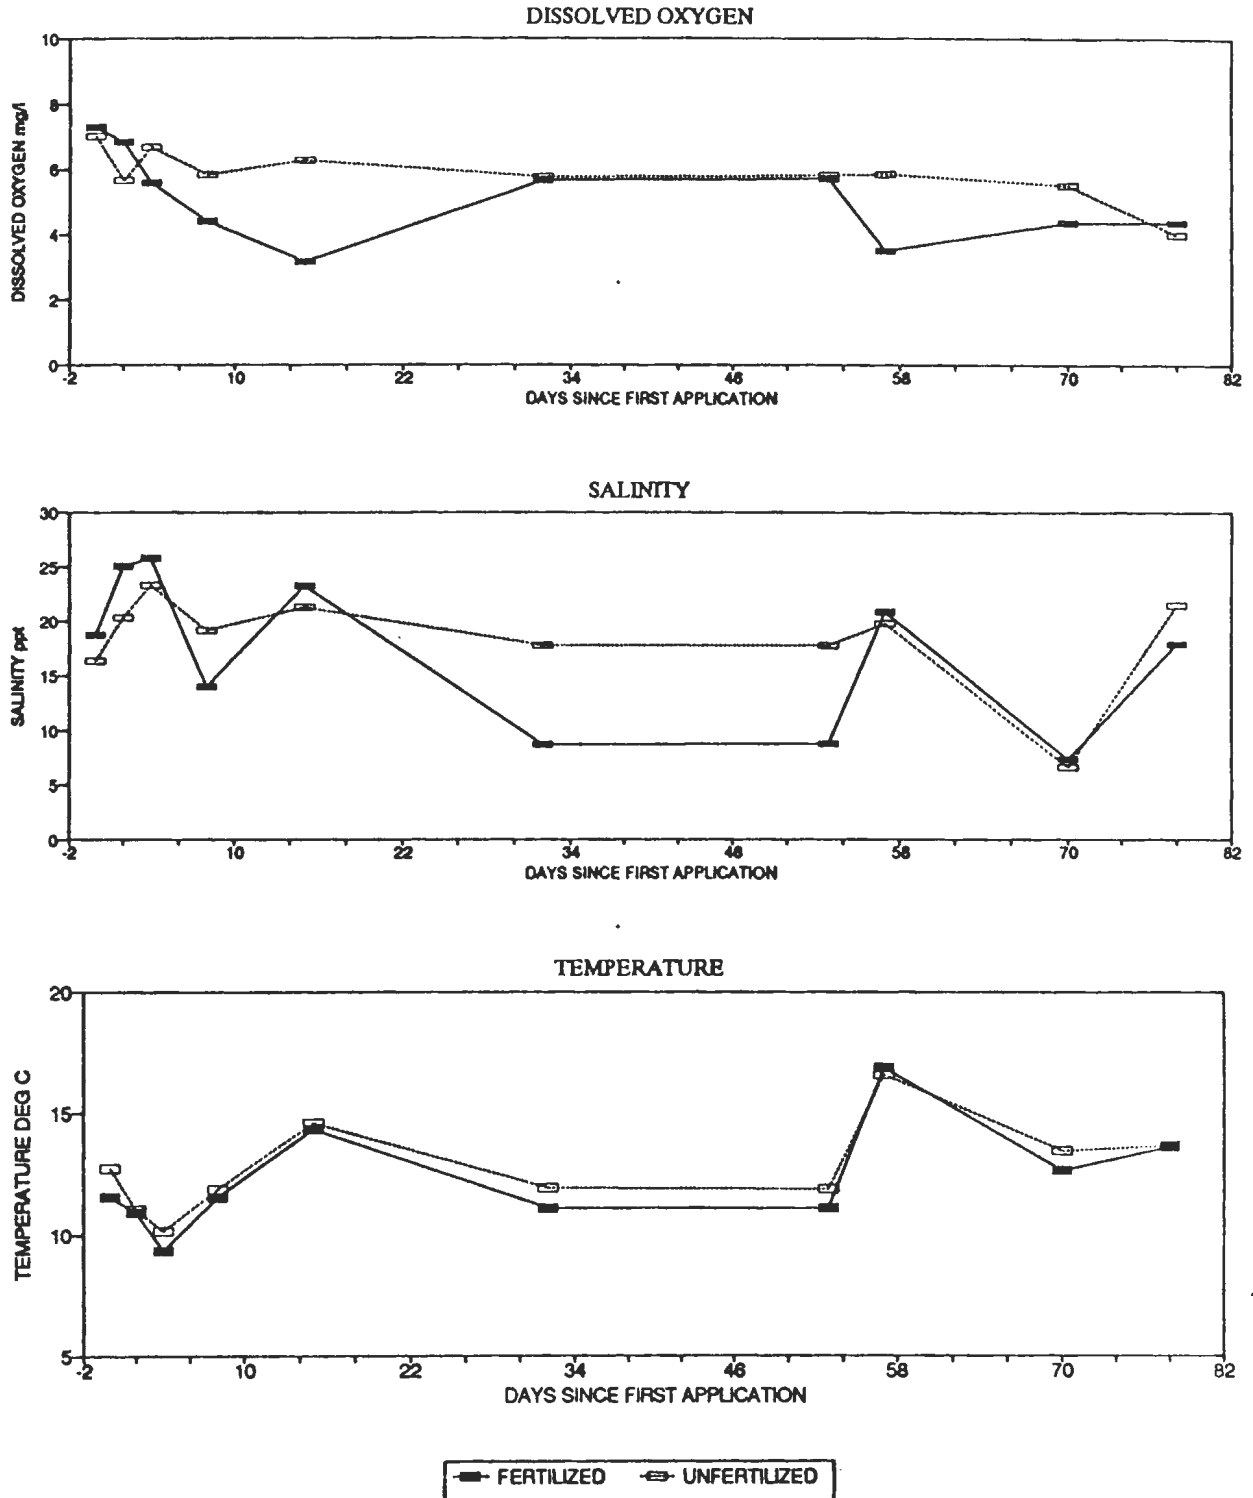 DISSOLVED OXYGEN
10
8
6
4
2
0
DISSOLVED OXYGEN mg/l
-2 10 22 34 46 58 70 82
DAYS SINCE FIRST APPLICATION
SALINITY
30
25
20
15
10
5
0
SALINITY ppt
-2 10 22 34 46 58 70 82
DAYS SINCE FIRST APPLICATION
TEMPERATURE
20
15
10
5
TEMPERATURE DEG C
-2 10 22 34 46 58 70 82
DAYS SINCE FIRST APPLICATION
FERTILIZED UNFERTILIZED